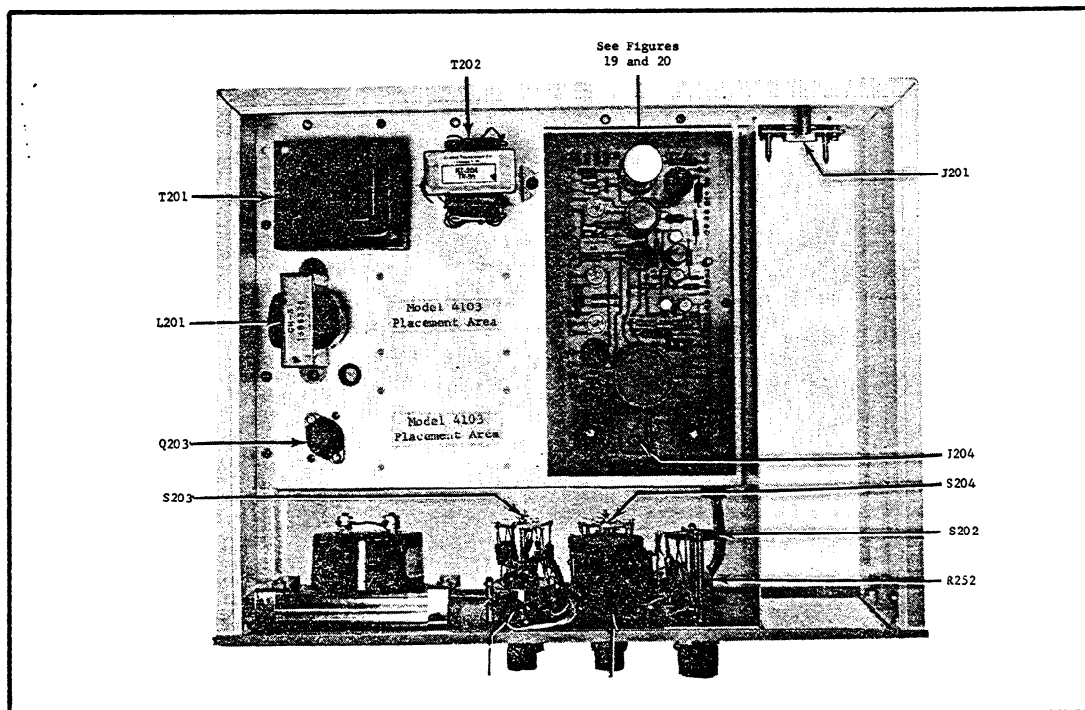 See Figures
19 and 20
T202
J201
T201
L201
Model 4103
Placement Area
Model 4103
Placement Area
Q203
J204
S203
S204
S202
R252